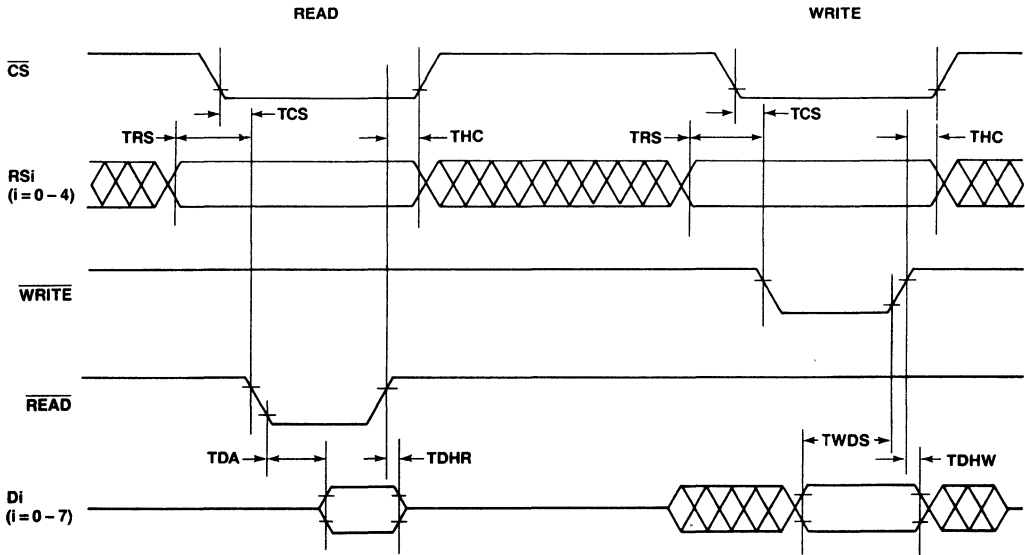 READ WRITE
CS
TCS TCS
TRS THC TRS THC
RSi
(i = 0 – 4)
WRITE
READ
TWDS
TDA TDHR TDHW
Di
(i = 0 – 7)